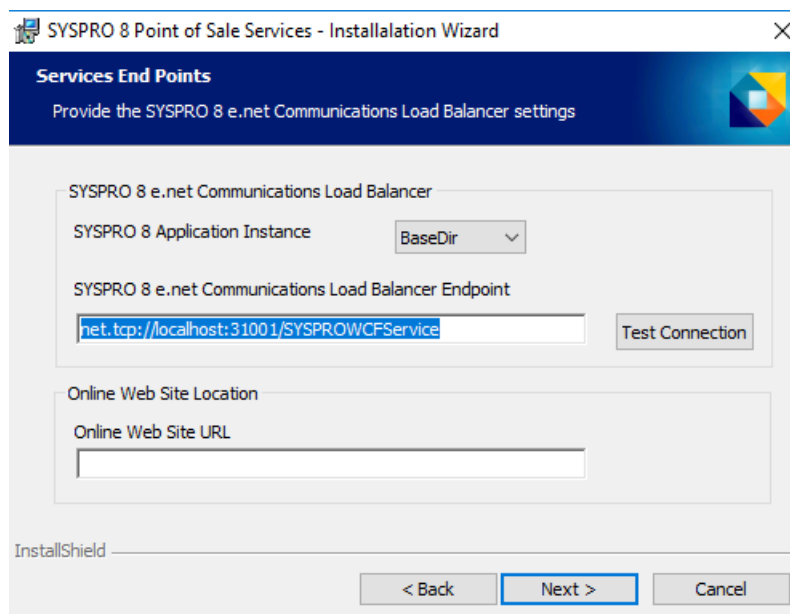 SYSPRO 8 Point of Sale Services - Installalation Wizard
Services End Points
Provide the SYSPRO 8 e.net Communications Load Balancer settings
SYSPRO 8 e.net Communications Load Balancer
SYSPRO 8 Application Instance
BaseDir
SYSPRO 8 e.net Communications Load Balancer Endpoint
net.tcp://localhost:31001/SYSPROWCFService
Test Connection
Online Web Site Location
Online Web Site URL
InstallShield
< Back
Next >
Cancel